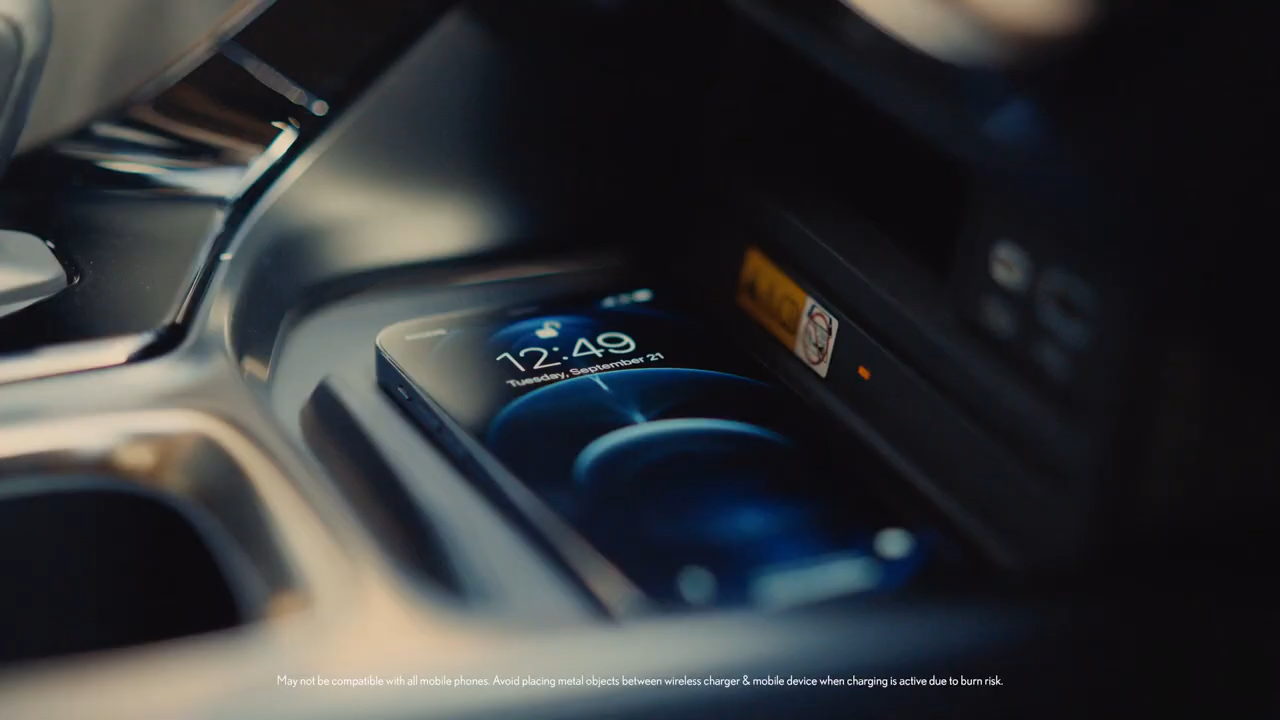 12:49
Tuesday, September 21
May not be compatible with all mobile phones. Avoid placing metal objects between wireless charger & mobile device when charging is active due to burn risk.